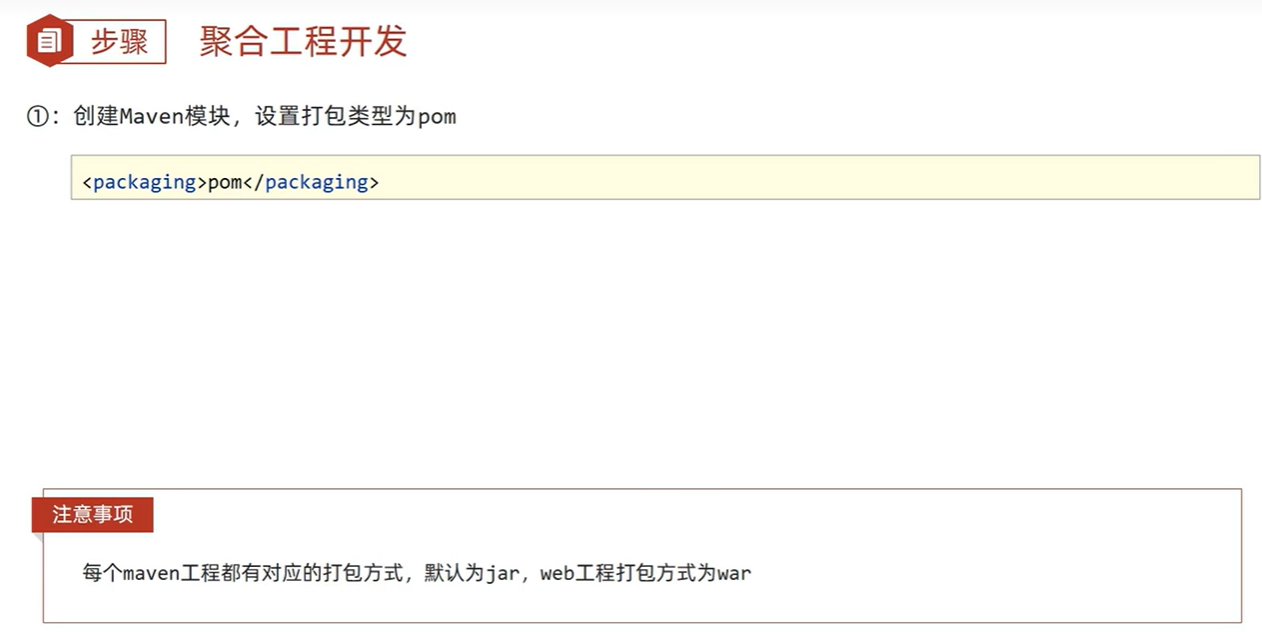 步骤 聚合工程开发
①：创建Maven模块，设置打包类型为pom
<packaging>pom</packaging>
注意事项
每个maven工程都有对应的打包方式，默认为jar，web工程打包方式为war